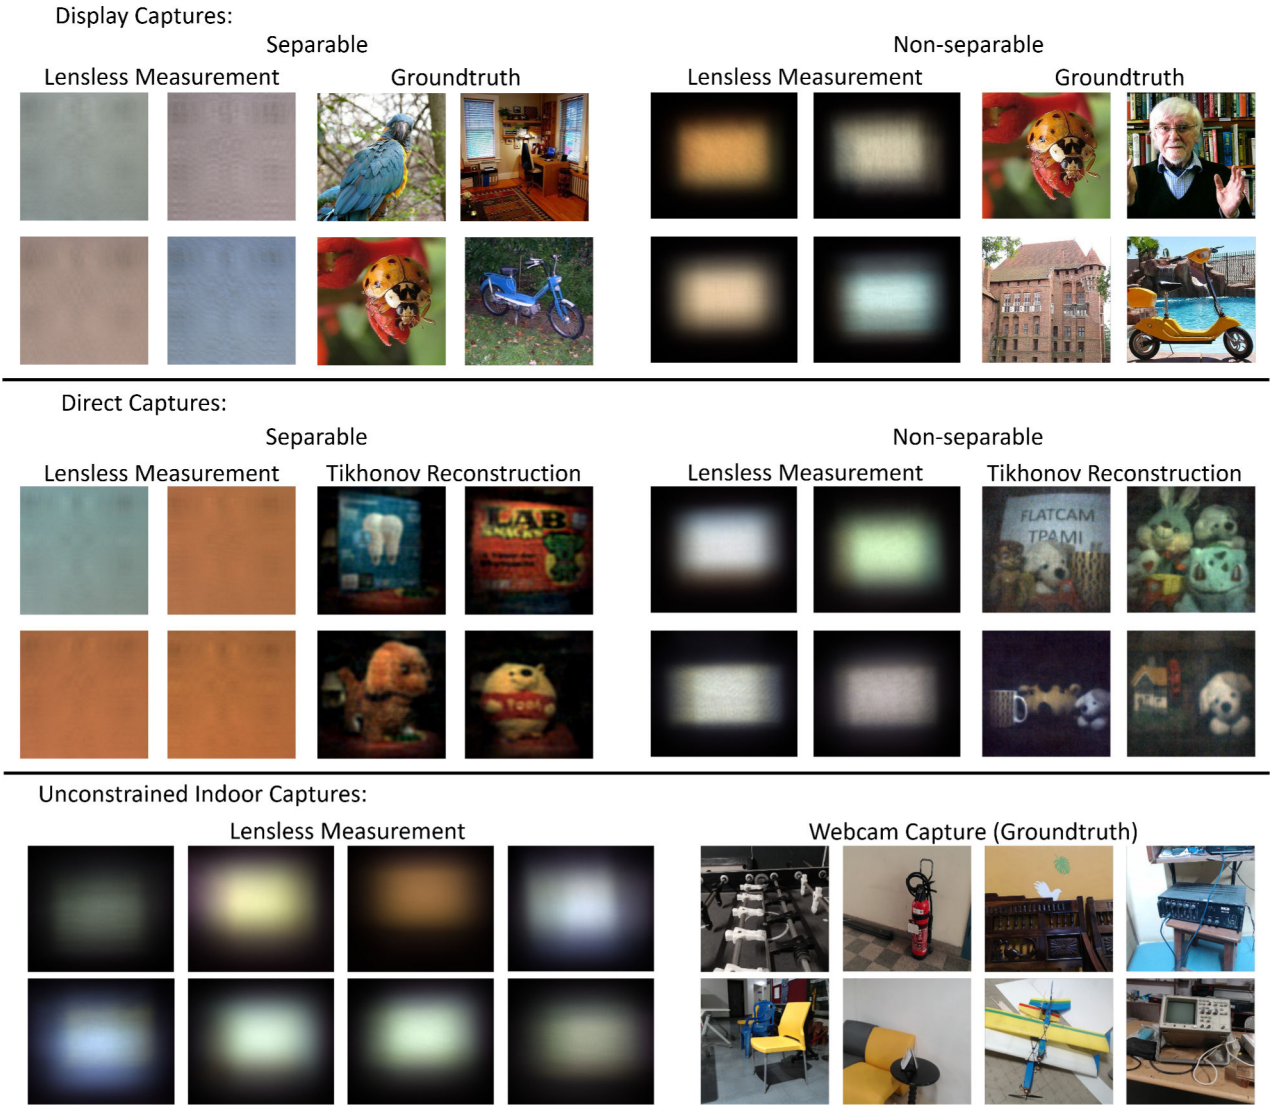 Display Captures:
Separable
Non-separable
Lensless Measurement
Groundtruth
Lensless Measurement
Groundtruth
Direct Captures:
Separable
Non-separable
Lensless Measurement
Tikhonov Reconstruction
Lensless Measurement
Tikhonov Reconstruction
LAB
FLATCAM
TPAMI
Unconstrained Indoor Captures:
Lensless Measurement
Webcam Capture (Groundtruth)